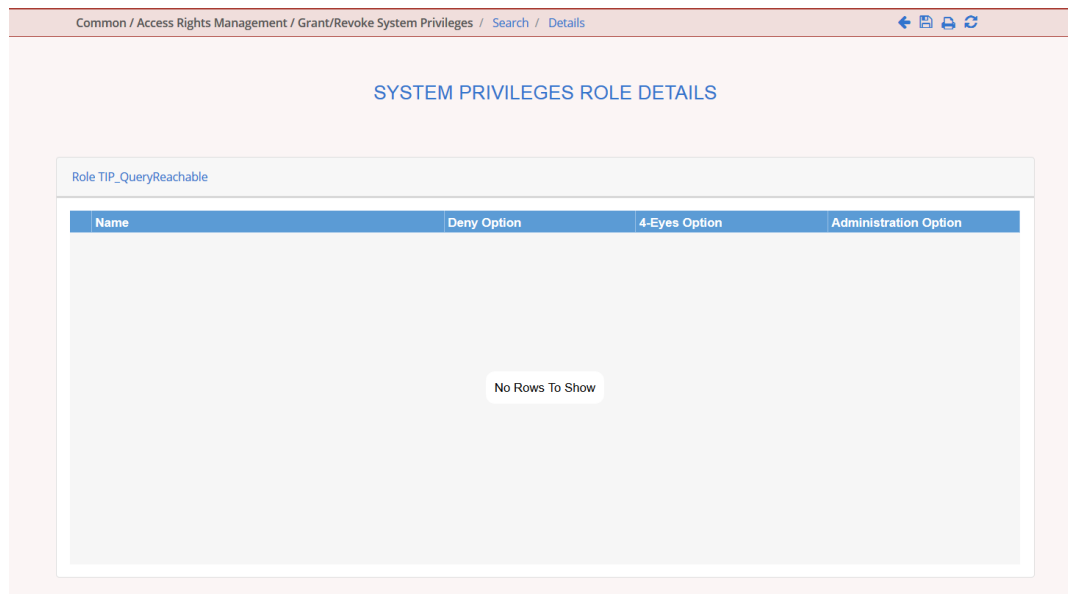 Common / Access Rights Management / Grant/Revoke System Privileges / Search / Details
SYSTEM PRIVILEGES ROLE DETAILS
Role TIP_QueryReachable
Name Deny Option 4-Eyes Option Administration Option
No Rows To Show